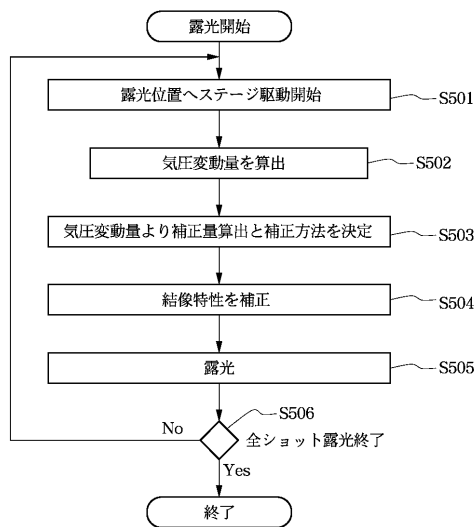 露光開始
露光位置へステージ駆動開始
S501
気圧変動量を算出
S502
気圧変動量より補正量算出と補正方法を決定
S503
結像特性を補正
S504
露光
S505
S506
No
全ショット露光終了
Yes
終了